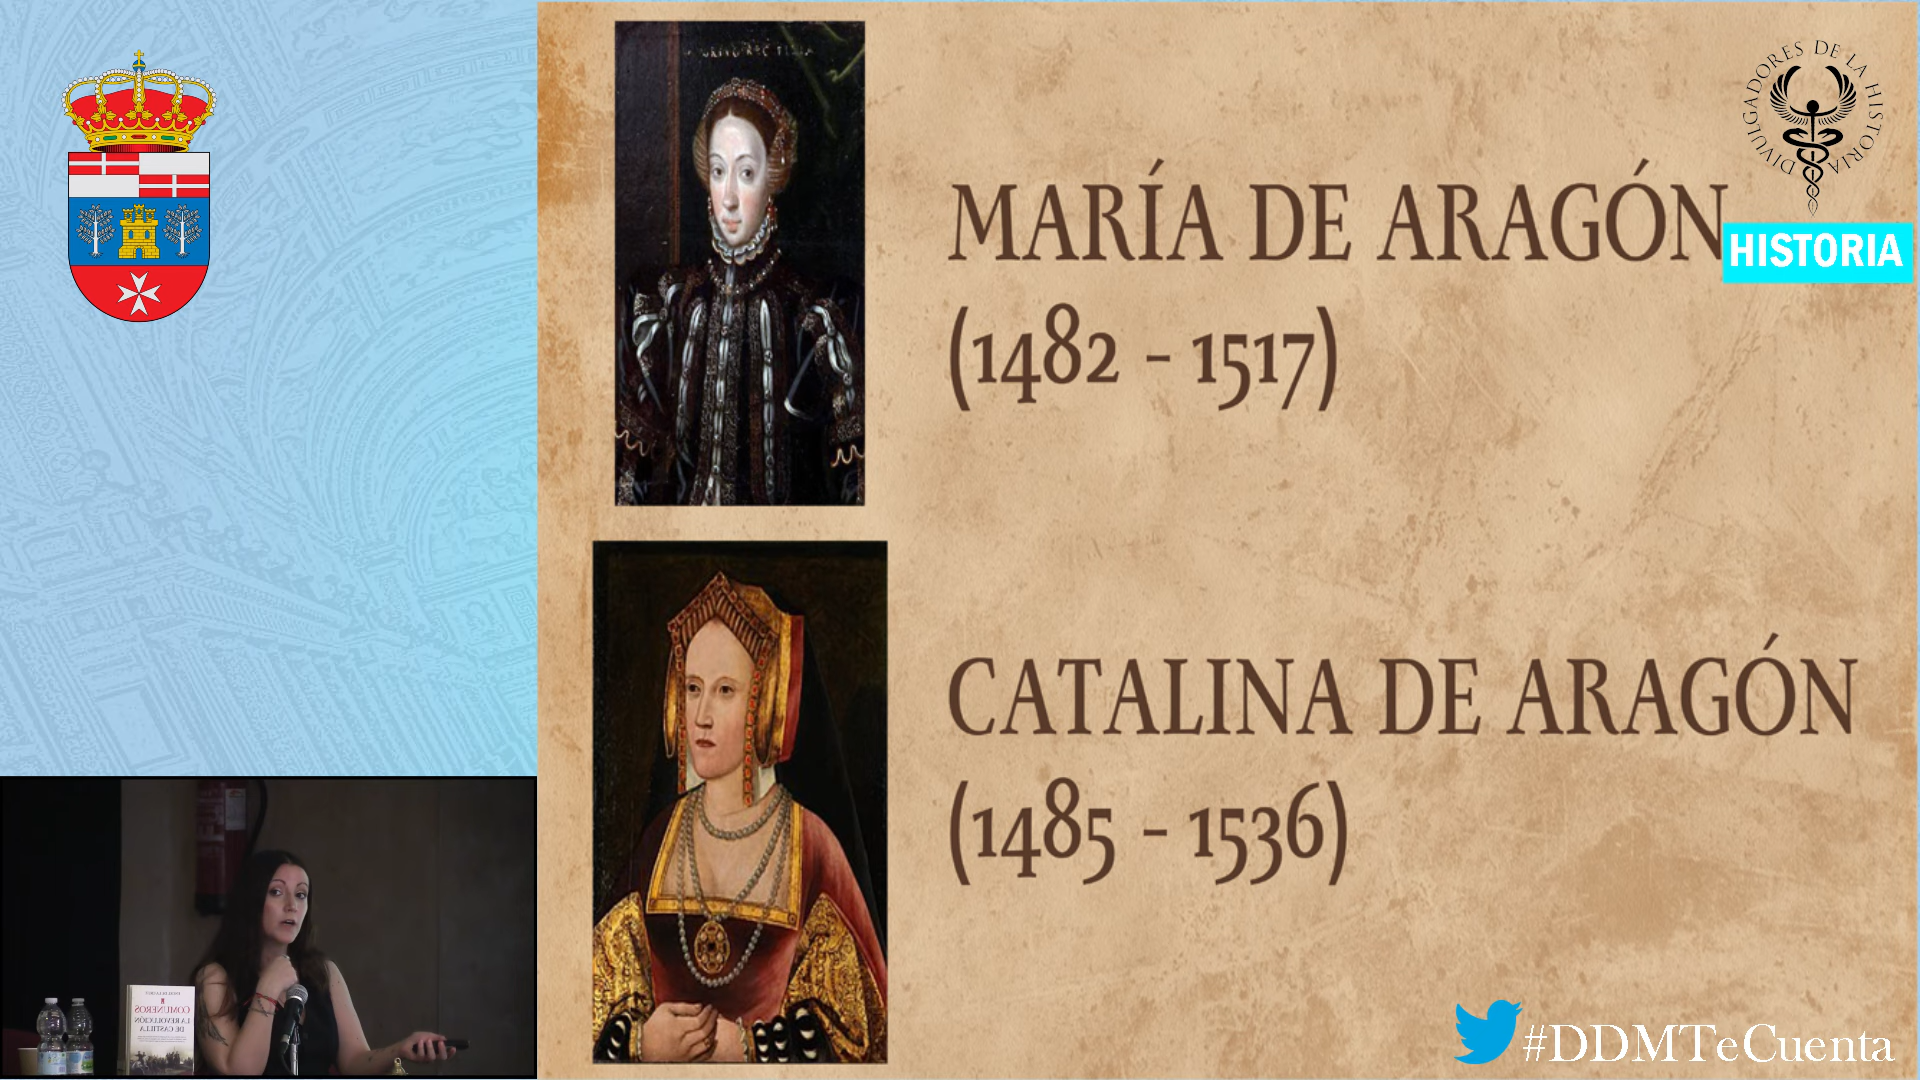 MARÍA DE ARAGÓN
(1482 - 1517)
DIVULGADORES DE LA HISTORIA
HISTORIA
CATALINA DE ARAGÓN
(1485 - 1536)
COMUNEROS
LA REVOLUCIÓN
DE CASTILLA
#DDMTeCuenta